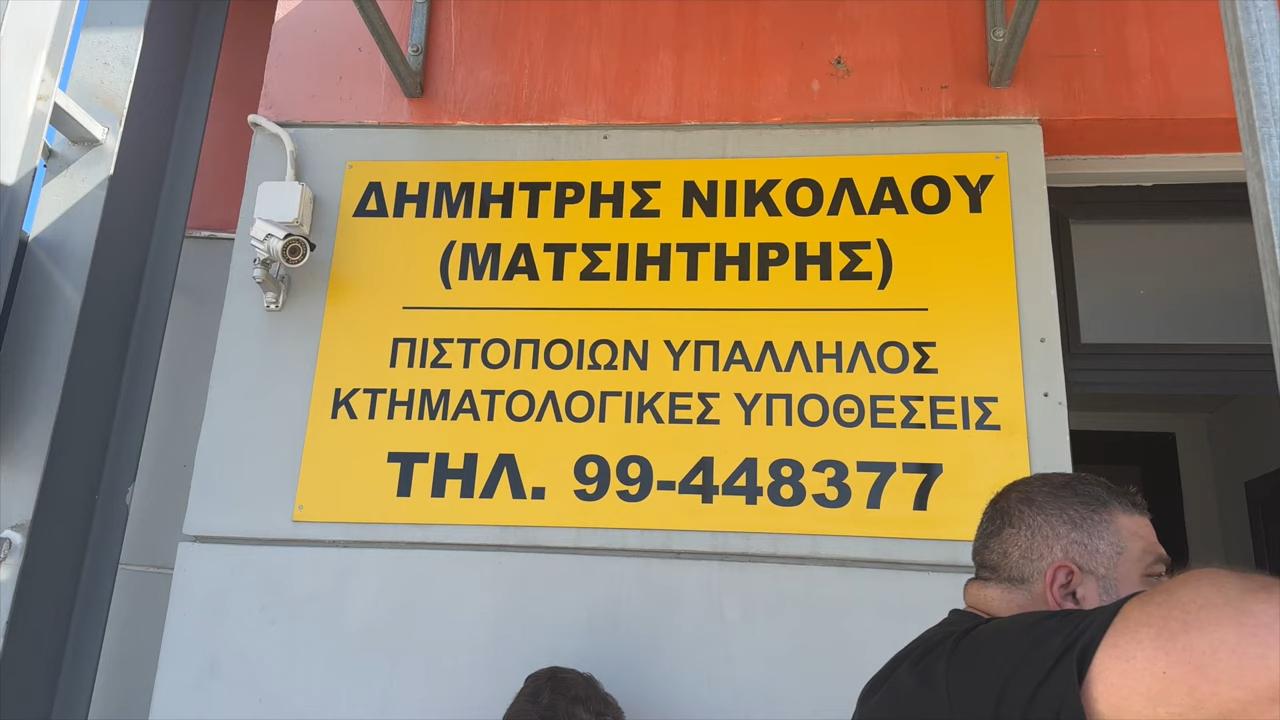 ΔΗΜΗΤΡΗΣ ΝΙΚΟΛΑΟΥ
(ΜΑΤΣΙΗΤΗΡΗΣ)
ΠΙΣΤΟΠΟΙΩΝ ΥΠΑΛΛΗΛΟΣ
ΚΤΗΜΑΤΟΛΟΓΙΚΕΣ ΥΠΟΘΕΣΕΙΣ
ΤΗΛ. 99-448377